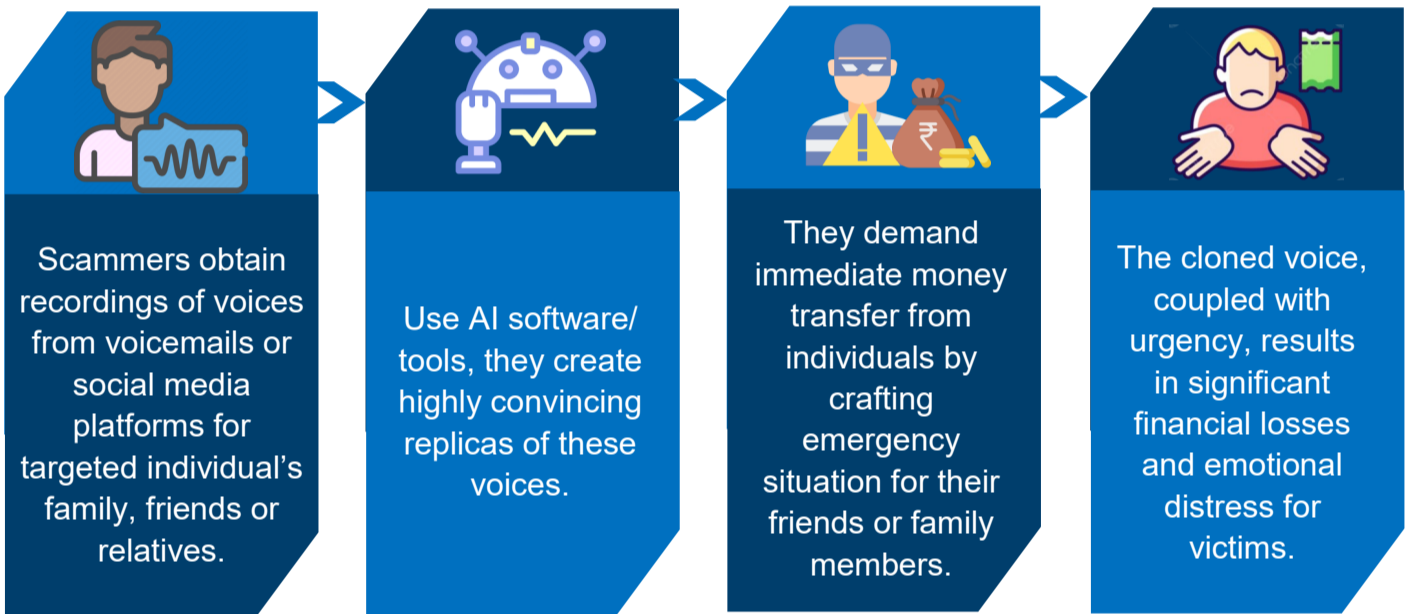 Scammers obtain
recordings of voices
from voicemails or
social media
platforms for
targeted individual’s
family, friends or
relatives.
Use AI software/
tools, they create
highly convincing
replicas of these
voices.
₹
They demand
immediate money
transfer from
individuals by
crafting
emergency
situation for their
friends or family
members.
The cloned voice,
coupled with
urgency, results
in significant
financial losses
and emotional
distress for
victims.